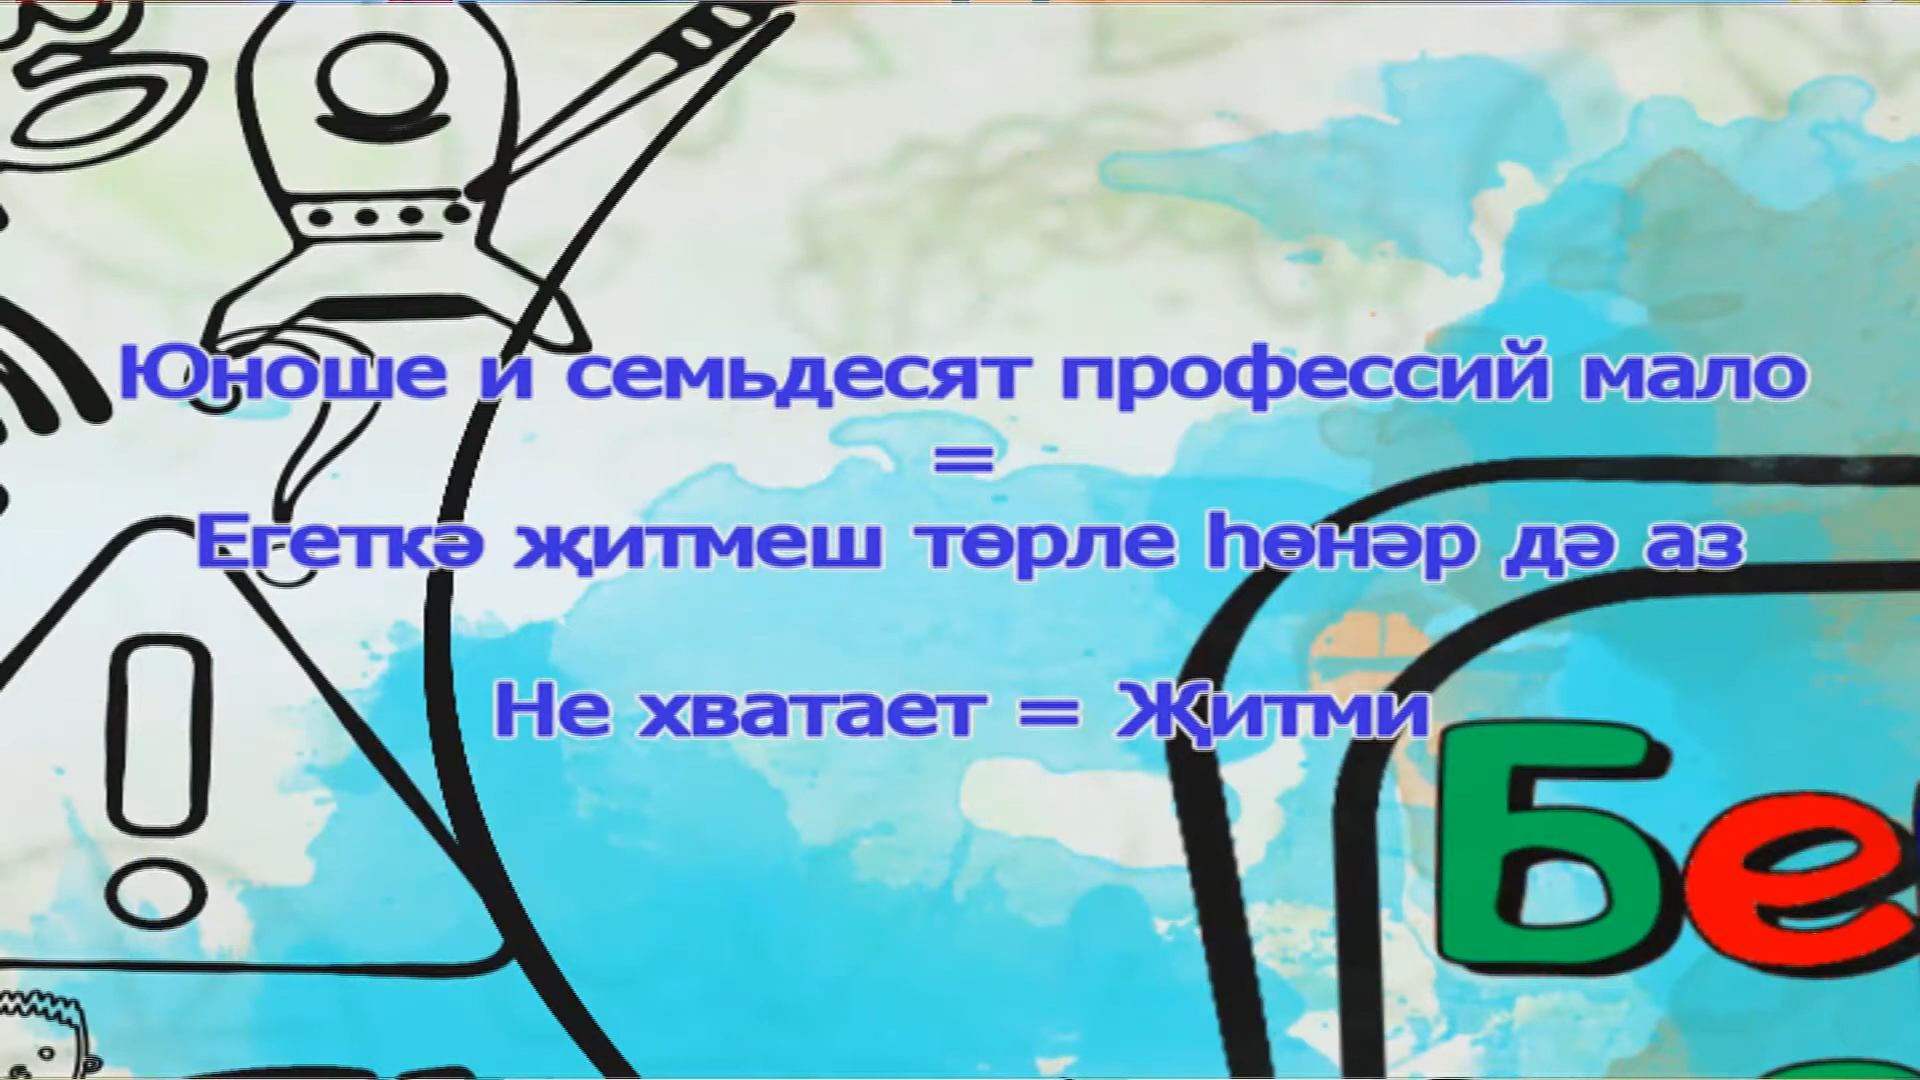 Юноше и семьдесят профессий мало
=
Егеткә җитмеш төрле һөнәр дә аз
Не хватает = Җитми
Бе